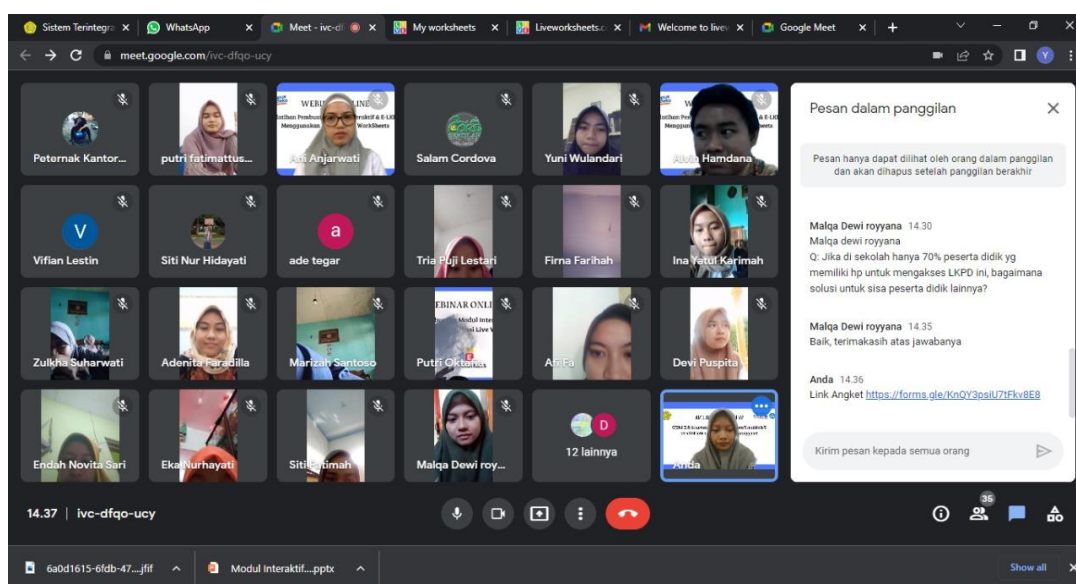 Sistem Terintegra
WhatsApp
Meet - ivc-df
My worksheets
Liveworksheets.c
Welcome to livew
Google Meet
meet.google.com/ivc-dfqo-ucy
Y
Peternak Kantor...
putri fatimattus...
Ani Anjarwati
Salam Cordova
Yuni Wulandari
Alvin Hamdana
V
Vifian Lestin
Siti Nur Hidayati
a
ade tegar
Tria Puji Lestari
Firna Farihah
Ina Yatul Karimah
Zulkha Suharwati
Adenita Faradilla
Marizah Santoso
EBINAR ONLI
Putri Oktaria
Afi Fa
Devi Puspita
Endah Novita Sari
Eka Nurhayati
Siti Fatimah
Malqa Dewi roy...
D
12 lainnya
Anda
Pesan dalam panggilan
Pesan hanya dapat dilihat oleh orang dalam panggilan
dan akan dihapus setelah panggilan berakhir
Malqa Dewi royyana 14.30
Malqa dewi royyana
Q: Jika di sekolah hanya 70% peserta didik yg
memiliki hp untuk mengakses LKPD ini, bagaimana
solusi untuk sisa peserta didik lainnya?
Malqa Dewi royyana 14.35
Baik, terimakasih atas jawabanya
Anda 14.36
Link Angket https://forms.gle/KnQY3psiU7tFkv8E8
Kirim pesan kepada semua orang
14.37 | ivc-dfqo-ucy
35
6a0d1615-6fdb-47....jfif
Modul Interaktif....pptx
Show all